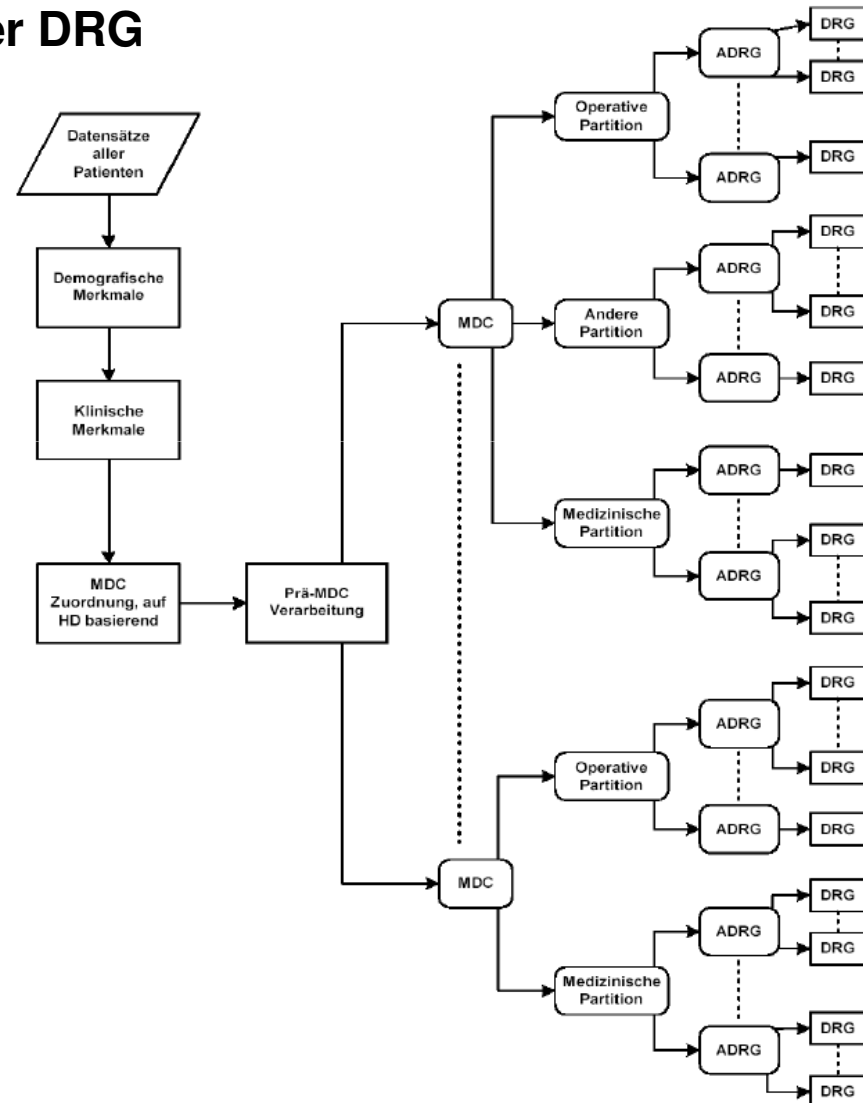 er DRG
Datensätze
aller
Patienten
Demografische
Merkmale
Klinische
Merkmale
MDC
Zuordnung, auf
HD basierend
Prä-MDC
Verarbeitung
MDC
Operative
Partition
ADRG
DRG
DRG
ADRG
DRG
Andere
Partition
ADRG
DRG
DRG
ADRG
DRG
Medizinische
Partition
ADRG
DRG
ADRG
DRG
DRG
MDC
Operative
Partition
ADRG
DRG
DRG
ADRG
DRG
Medizinische
Partition
ADRG
DRG
DRG
ADRG
DRG
DRG